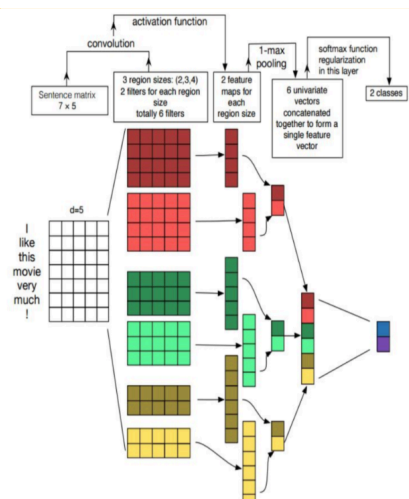 activation function
convolution
1-max
pooling
softmax function
regularization
in this layer
Sentence matrix
7 × 5
3 region sizes: (2,3,4)
2 filters for each region
size
totally 6 filters
2 feature
maps for
each
region size
6 univariate
vectors
concatenated
together to form a
single feature
vector
2 classes
d=5
I
like
this
movie
very
much
!